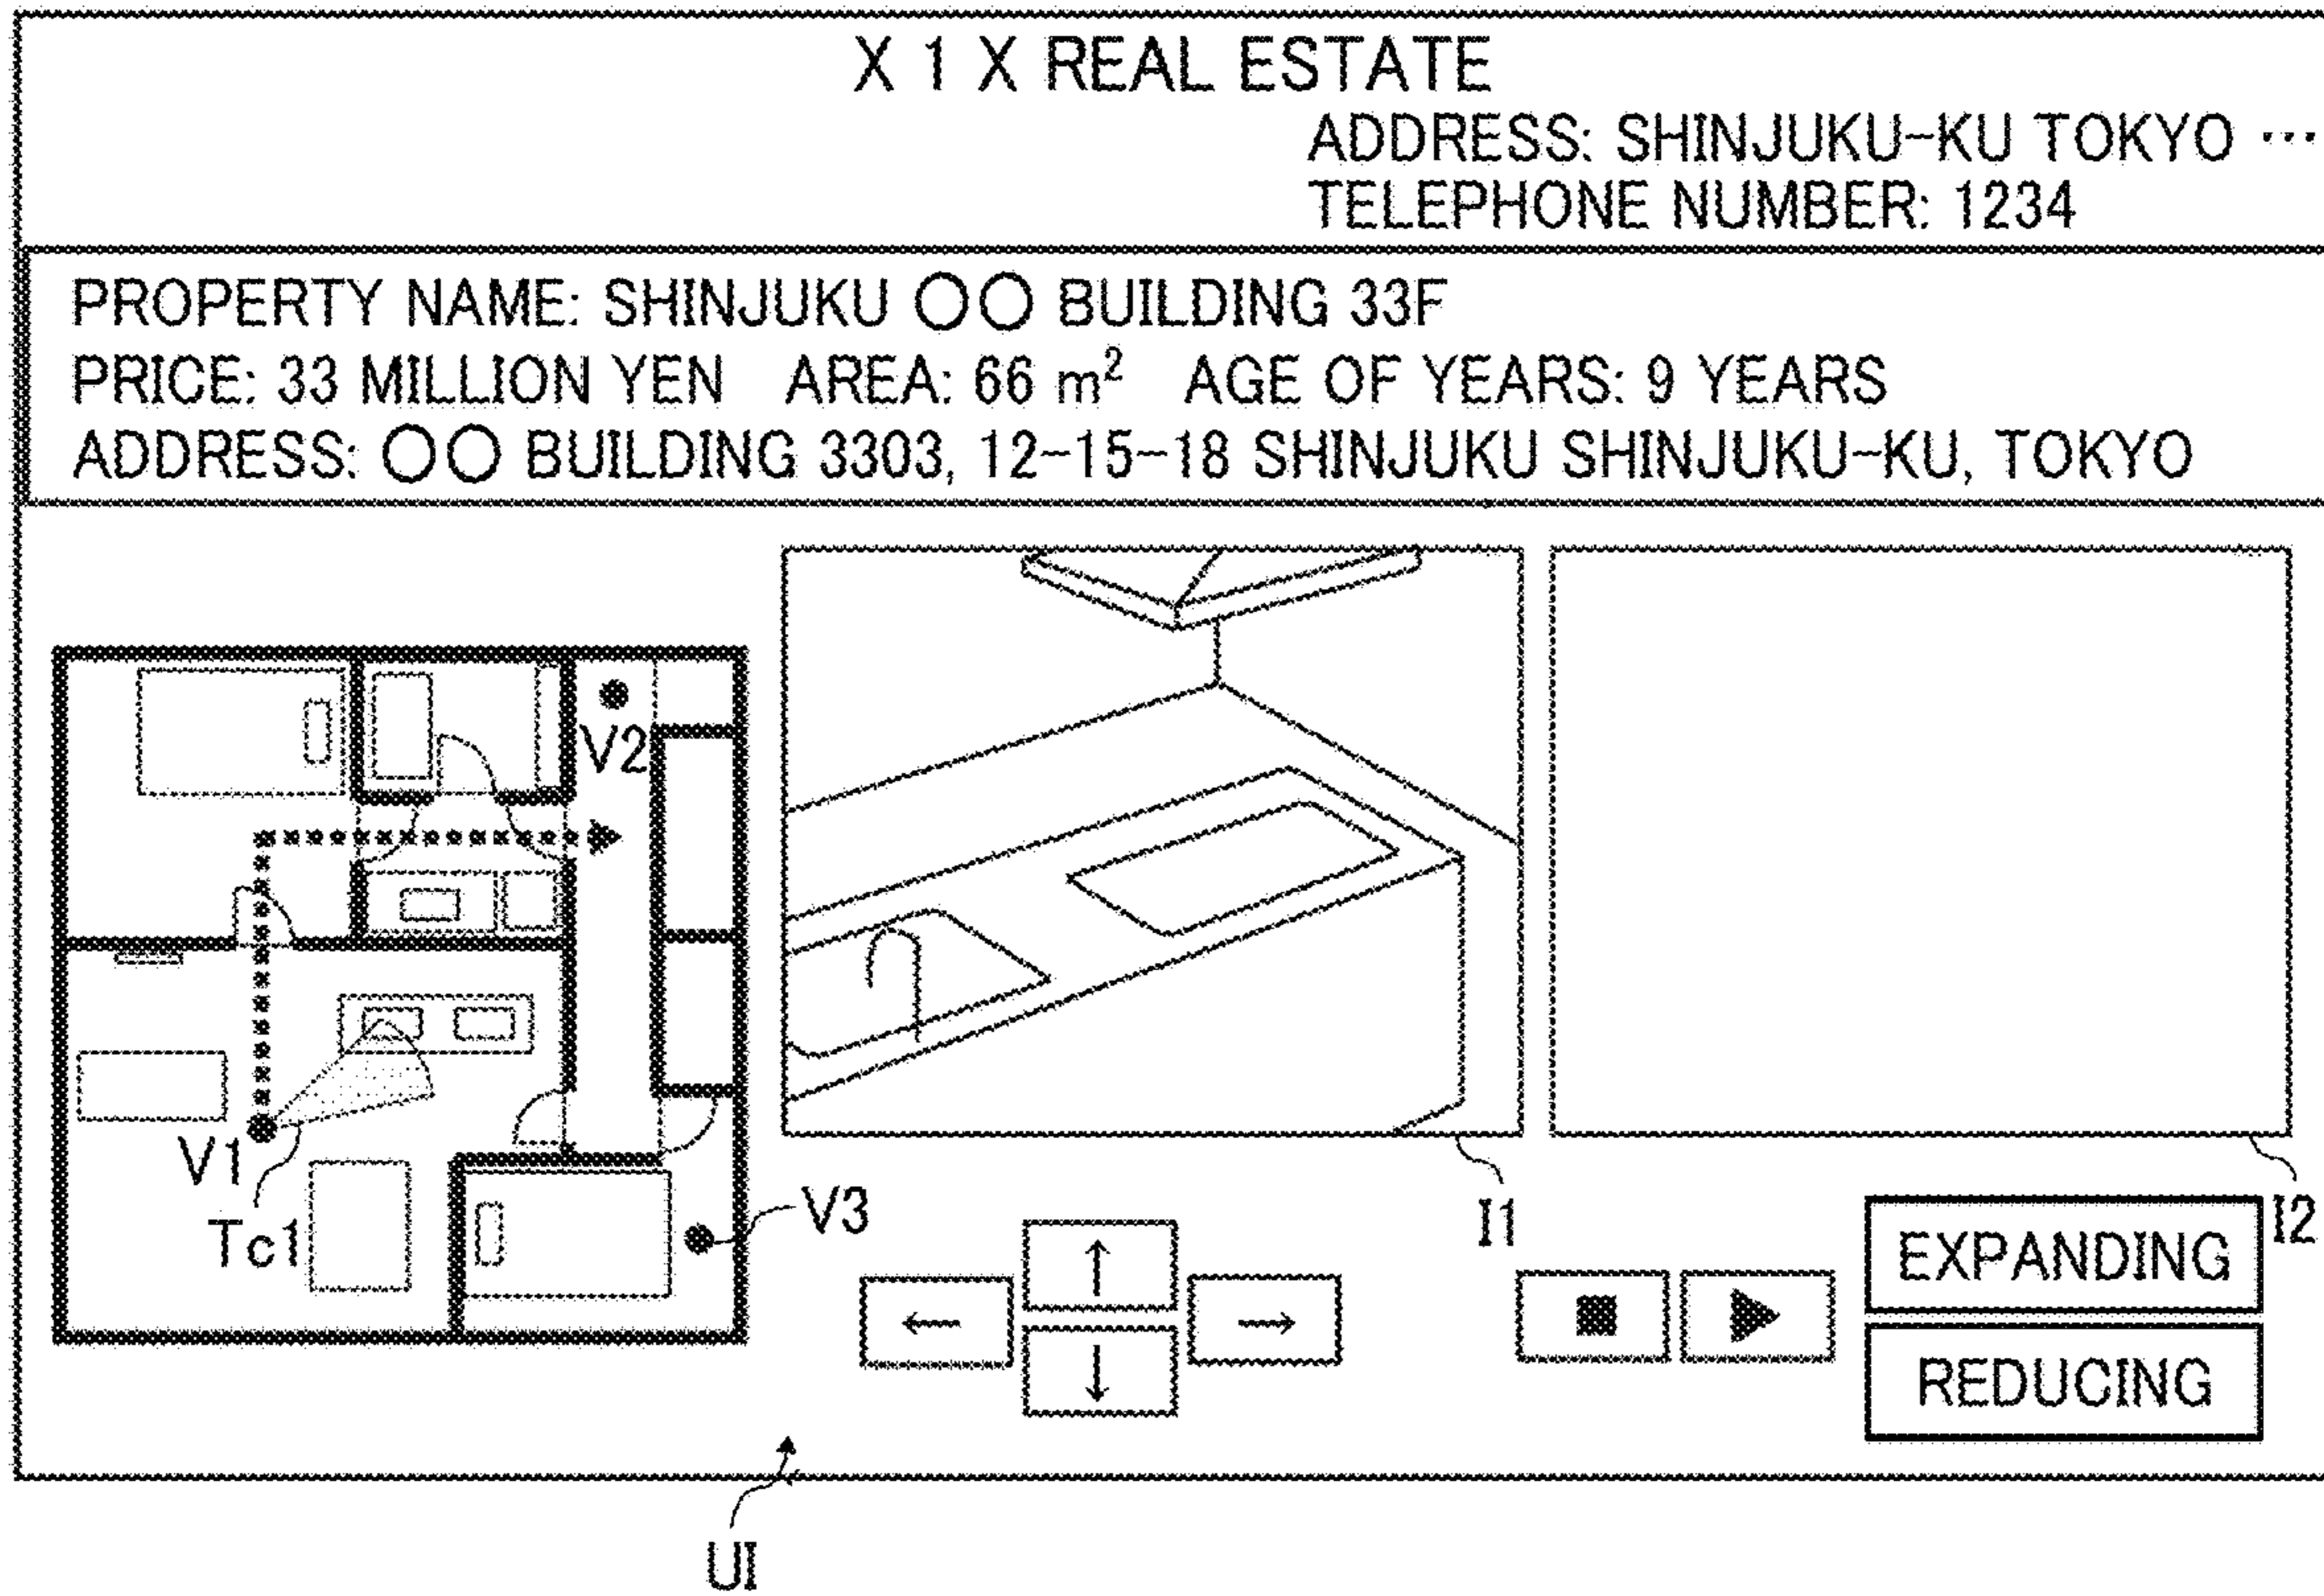 X 1 X REAL ESTATE
ADDRESS: SHINJUKU-KU TOKYO ···
TELEPHONE NUMBER: 1234
PROPERTY NAME: SHINJUKU ○○ BUILDING 33F
PRICE: 33 MILLION YEN AREA: 66 m² AGE OF YEARS: 9 YEARS
ADDRESS: ○○ BUILDING 3303, 12-15-18 SHINJUKU SHINJUKU-KU, TOKYO
V2
V1
Tc1
V3
I1
I2
←
↑
↓
→
■
▶
EXPANDING
REDUCING
UI